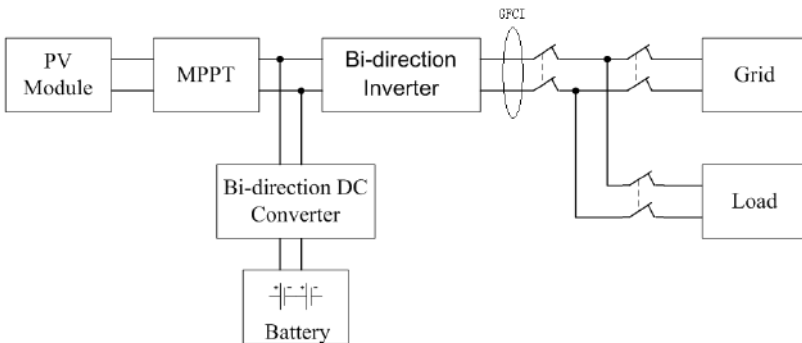 GFCI
PV
Module
MPPT
Bi-direction
Inverter
Grid
Bi-direction DC
Converter
Load
+ - + -
Battery